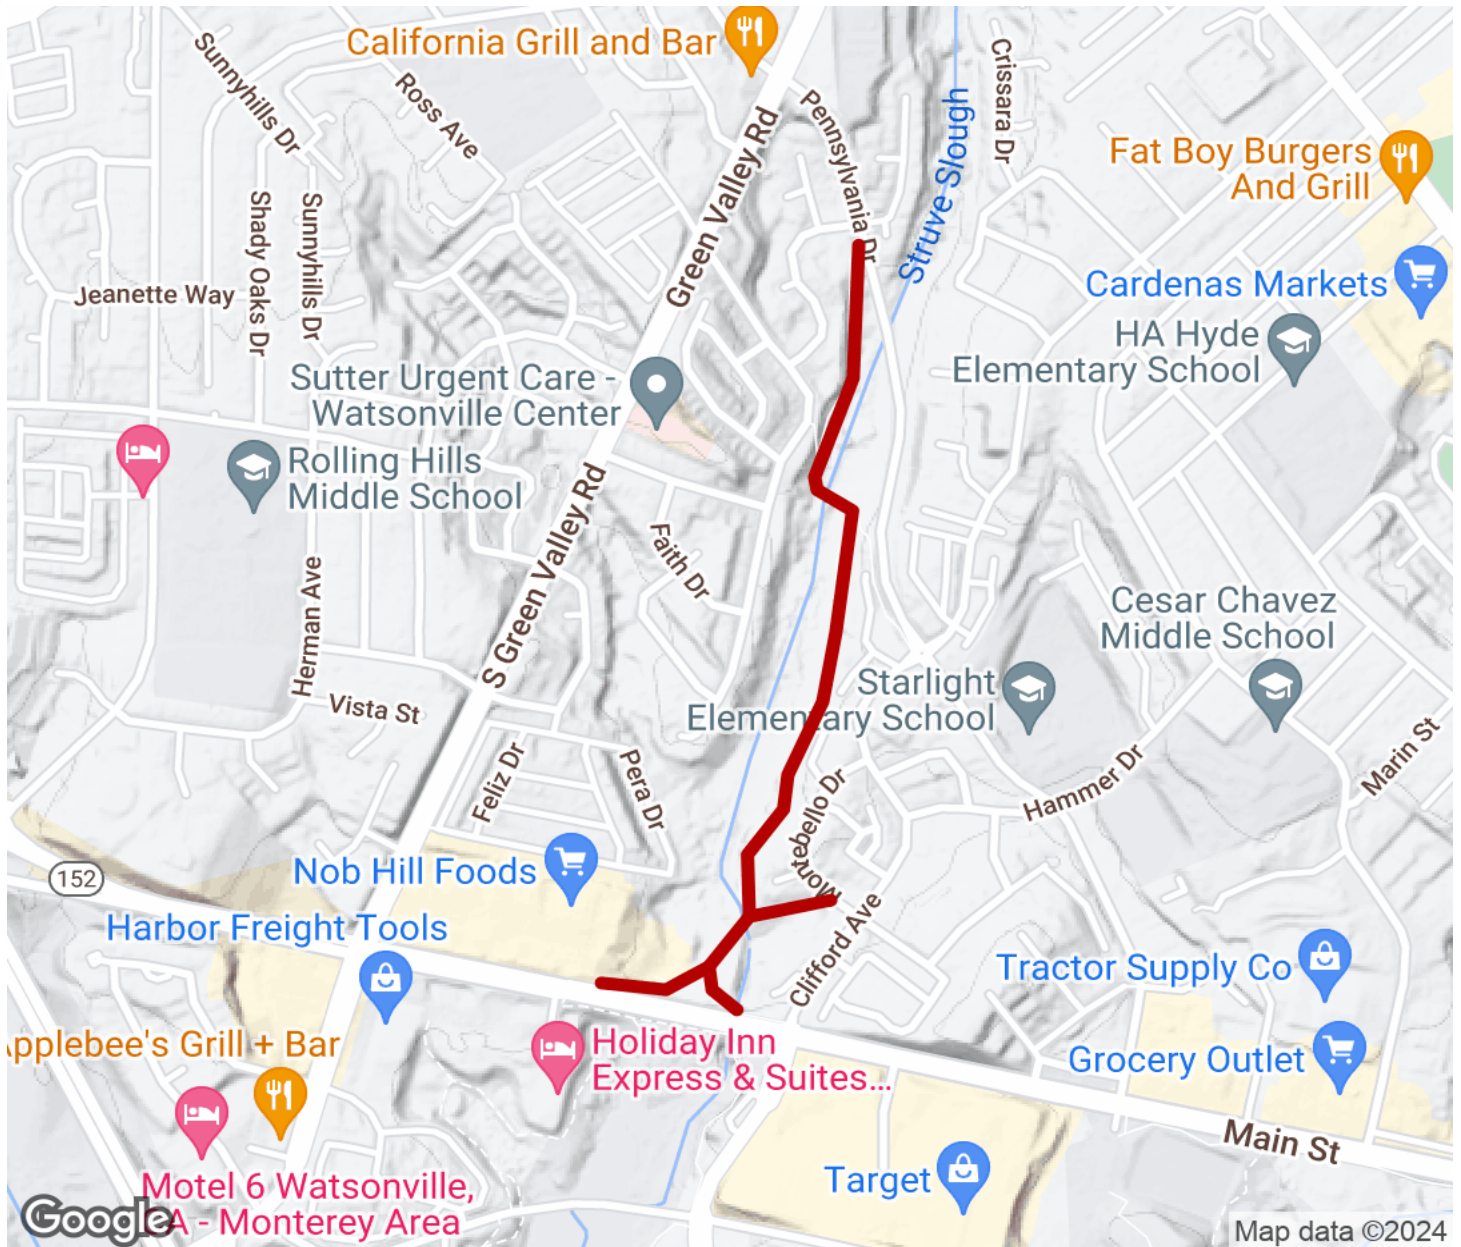 California Grill and Bar
Sunnyhills Dr
Ross Ave
Crissara Dr
Pennsylvania Dr
Struve Slough
Green Valley Rd
Fat Boy Burgers
And Grill
Shady Oaks Dr
Sunnyhills Dr
Jeanette Way
Cardenas Markets
HA Hyde
Elementary School
Sutter Urgent Care -
Watsonville Center
Rolling Hills
Middle School
S Green Valley Rd
Faith Dr
Herman Ave
Cesar Chavez
Middle School
Starlight
Elementary School
Vista St
Feliz Dr
Pera Dr
Montebello Dr
Hammer Dr
Marin St
152
Nob Hill Foods
Harbor Freight Tools
Clifford Ave
Tractor Supply Co
Applebee's Grill + Bar
Holiday Inn
Express & Suites...
Grocery Outlet
Main St
Target
Motel 6 Watsonville,
CA - Monterey Area
Google
Map data ©2024